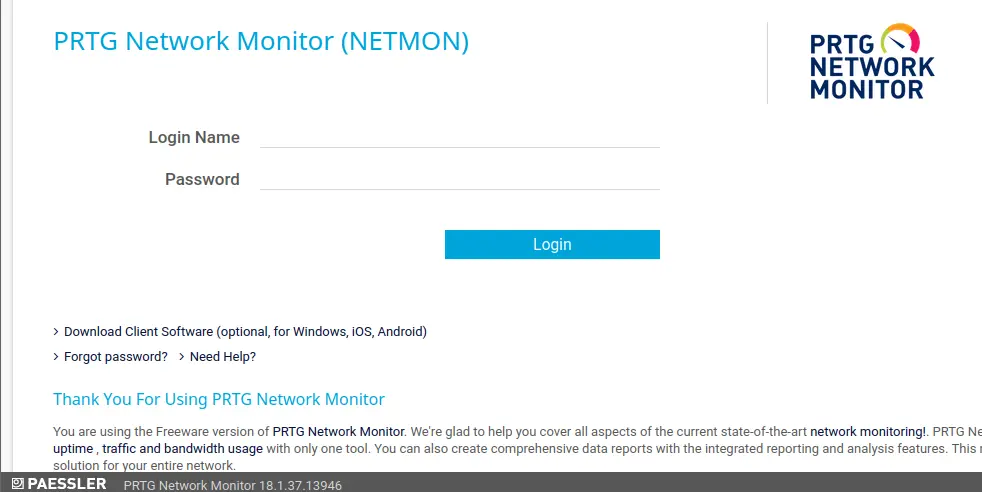 PRTG Network Monitor (NETMON)
PRTG
NETWORK
MONITOR
Login Name
Password
Login
> Download Client Software (optional, for Windows, iOS, Android)
> Forgot password? > Need Help?
Thank You For Using PRTG Network Monitor
You are using the Freeware version of PRTG Network Monitor. We're glad to help you cover all aspects of the current state-of-the-art network monitoring!. PRTG Ne
uptime , traffic and bandwidth usage with only one tool. You can also create comprehensive data reports with the integrated reporting and analysis features. This
solution for your entire network.
PAESSLER PRTG Network Monitor 18.1.37.13946